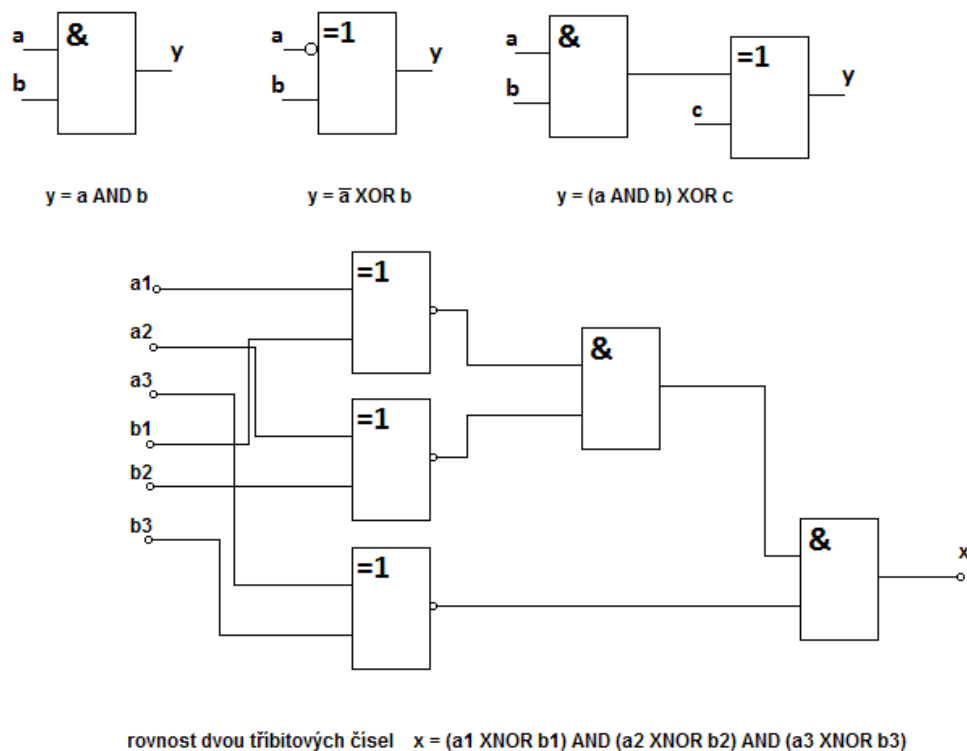 a & y
b
y = a AND b
a =1 y
b
y = a̅ XOR b
a & =1 y
b c
y = (a AND b) XOR c
a1 =1
a2
a3
b1
b2
b3
=1
=1
&
&
x
rovnost dvou tříbitových čísel x = (a1 XNOR b1) AND (a2 XNOR b2) AND (a3 XNOR b3)